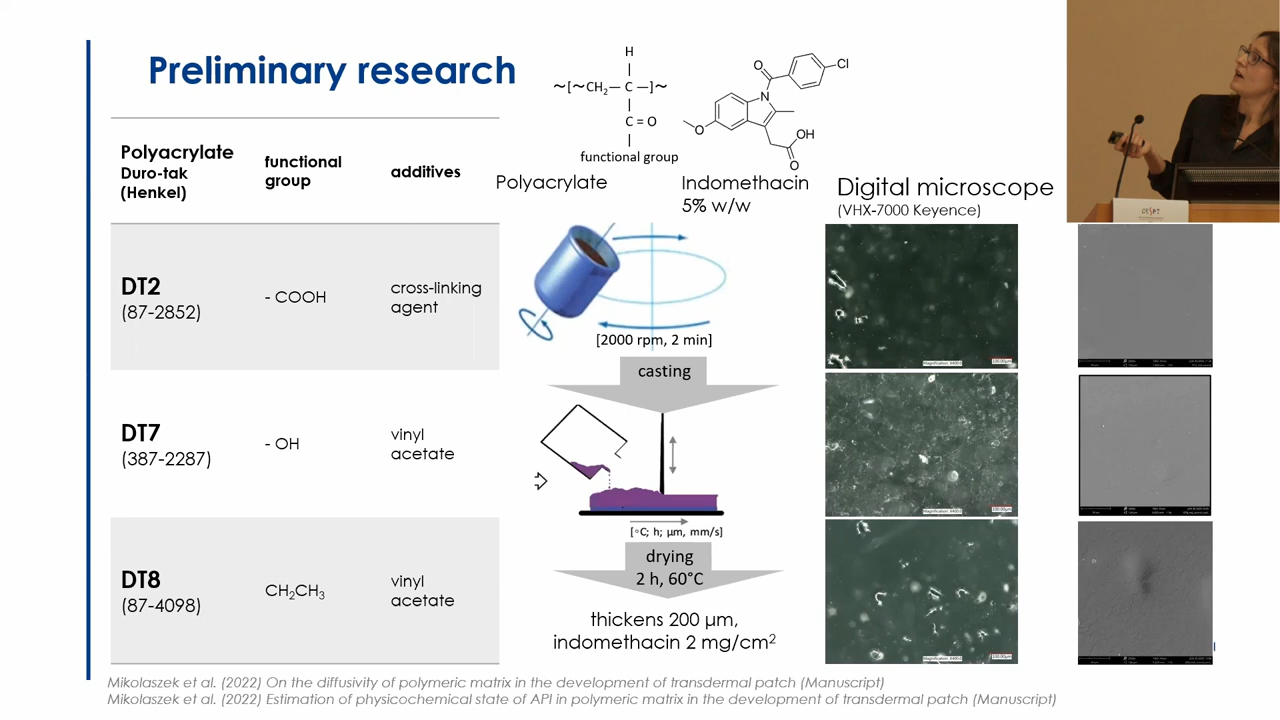 Preliminary research
H
~[~CH₂— C —]~
C = O
functional group
Polyacrylate
O
Cl
N
O
OH
O
Indomethacin
5% w/w
Digital microscope
(VHX-7000 Keyence)
Polyacrylate
Duro-tak
(Henkel)
functional
group
additives
DT2
(87-2852)
- COOH
cross-linking
agent
DT7
(387-2287)
- OH
vinyl
acetate
DT8
(87-4098)
CH₂CH₃
vinyl
acetate
[2000 rpm, 2 min]
casting
[◦C; h; μm, mm/s]
drying
2 h, 60°C
thickens 200 μm,
indomethacin 2 mg/cm²
Mikolaszek et al. (2022) On the diffusivity of polymeric matrix in the development of transdermal patch (Manuscript)
Mikolaszek et al. (2022) Estimation of physicochemical state of API in polymeric matrix in the development of transdermal patch (Manuscript)